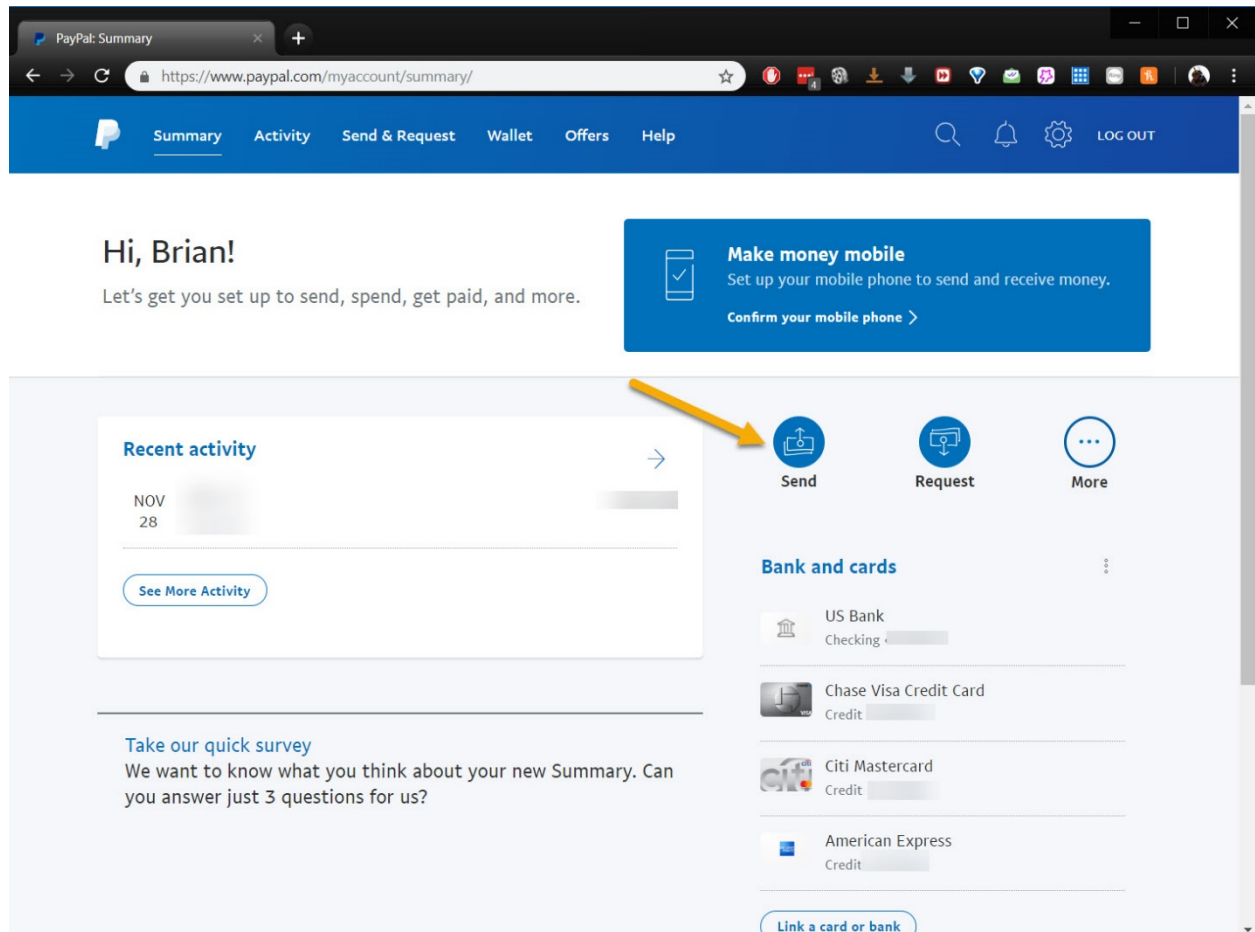 PayPal: Summary
https://www.paypal.com/myaccount/summary/
4
Summary Activity Send & Request Wallet Offers Help LOG OUT
Hi, Brian!
Let's get you set up to send, spend, get paid, and more.
Make money mobile
Set up your mobile phone to send and receive money.
Confirm your mobile phone
Recent activity
NOV
28
See More Activity
Take our quick survey
We want to know what you think about your new Summary. Can
you answer just 3 questions for us?
Send Request More
Bank and cards
US Bank
Checking
Chase Visa Credit Card
Credit
VISA
citi
Citi Mastercard
Credit
American Express
Credit
Link a card or bank